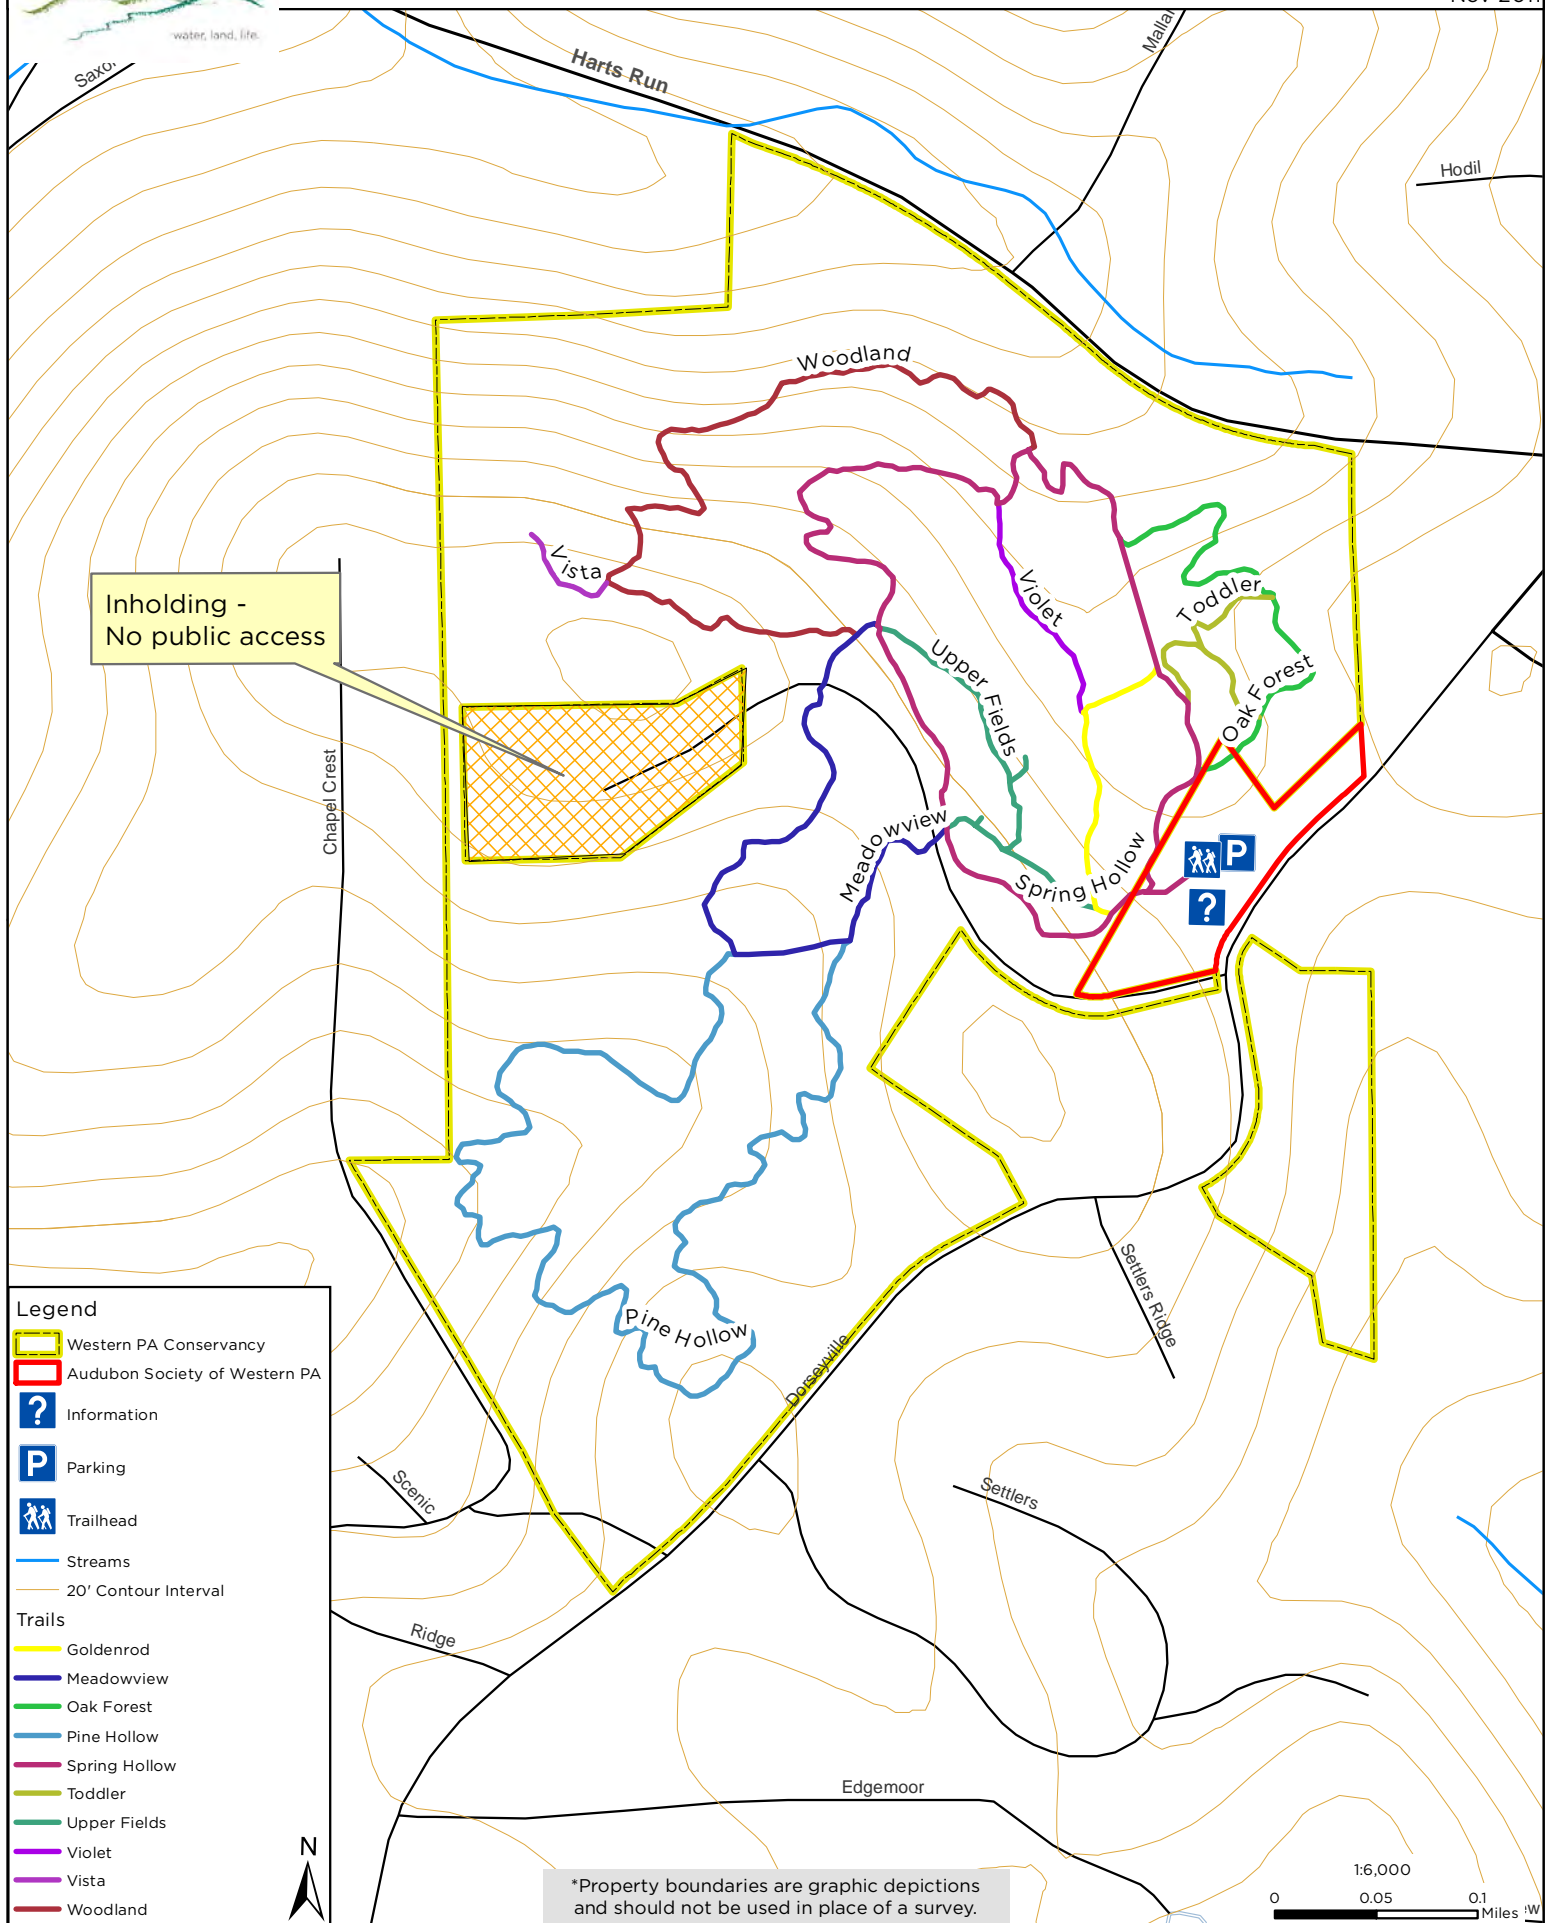 water, land, life.
Harts Run
Hodil
Woodland
Vista
Violet
Toddler
Inholding -
No public access
Upper Fields
Oak Forest
Chapel Crest
Meadowview
Spring Hollow
P
?
Settlers Ridge
Pine Hollow
Dorseyville
Scenic
Settlers
Ridge
Edgemoor
Legend
Western PA Conservancy
Audubon Society of Western PA
? Information
P Parking
Trailhead
Streams
20' Contour Interval
Trails
Goldenrod
Meadowview
Oak Forest
Pine Hollow
Spring Hollow
Toddler
Upper Fields
Violet
Vista
Woodland
N
*Property boundaries are graphic depictions
and should not be used in place of a survey.
1:6,000
0 0.05 0.1
Miles